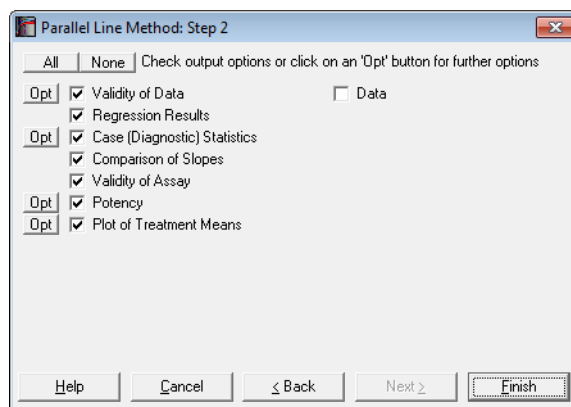 Parallel Line Method: Step 2
All None Check output options or click on an 'Opt' button for further options
Opt Validity of Data Data
Regression Results
Opt Case (Diagnostic) Statistics
Comparison of Slopes
Validity of Assay
Opt Potency
Opt Plot of Treatment Means
Help Cancel < Back Next > Finish